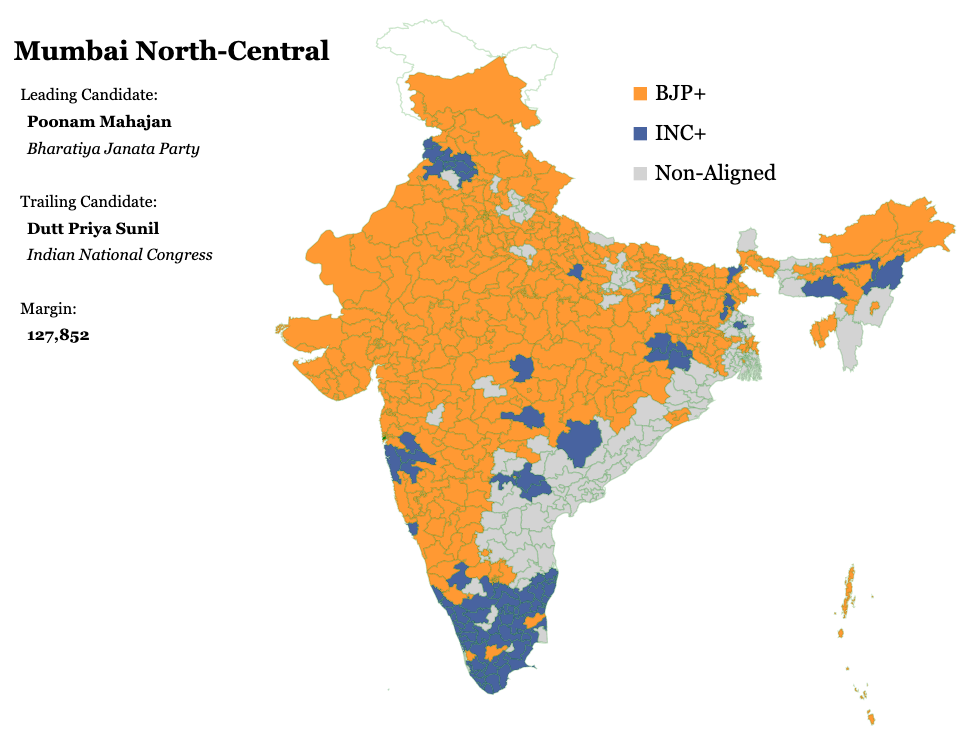 Mumbai North-Central
Leading Candidate:
Poonam Mahajan
Bharatiya Janata Party
Trailing Candidate:
Dutt Priya Sunil
Indian National Congress
Margin:
127,852
BJP+
INC+
Non-Aligned